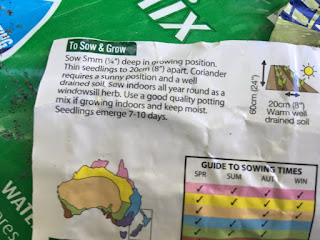 Mix
To Sow & Grow
Sow 5mm (¼") deep in growing position.
Thin seedlings to 20cm (8") apart. Coriander
requires a sunny position and a well
drained soil. Sow indoors all year round as a
windowsill herb. Use a good quality potting
mix if growing indoors and keep moist.
Seedlings emerge 7-10 days.
60cm (24")
20cm (8")
Warm well
drained soil
GUIDE TO SOWING TIMES
SPR SUM AUT WIN
✓ ✓ ✓ ✓
✓ ✓ ✓ ✓
✓ ✓ ✓ ✓
WAT